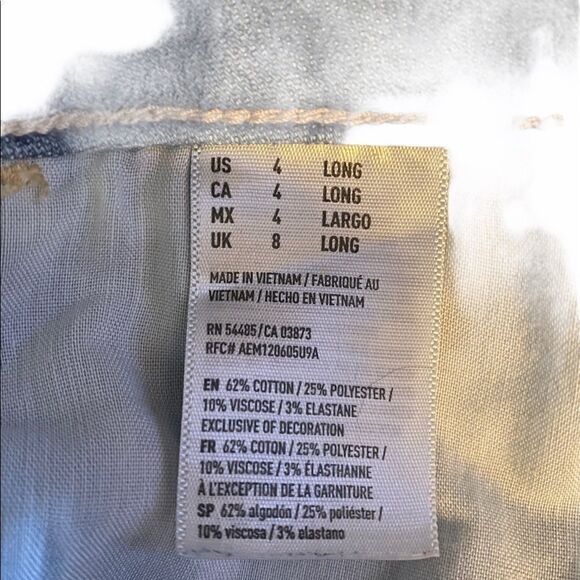 US 4 LONG
CA 4 LONG
MX 4 LARGO
UK 8 LONG
MADE IN VIETNAM / FABRIQUÉ AU
VIETNAM / HECHO EN VIETNAM
RN 54485 / CA 03873
RFC# AEM120605U9A
EN 62% COTTON / 25% POLYESTER /
10% VISCOSE / 3% ELASTANE
EXCLUSIVE OF DECORATION
FR 62% COTON / 25% POLYESTER /
10% VISCOSE / 3% ÉLASTHANNE
À L'EXCEPTION DE LA GARNITURE
SP 62% algodón / 25% poliéster /
10% viscosa / 3% elastano